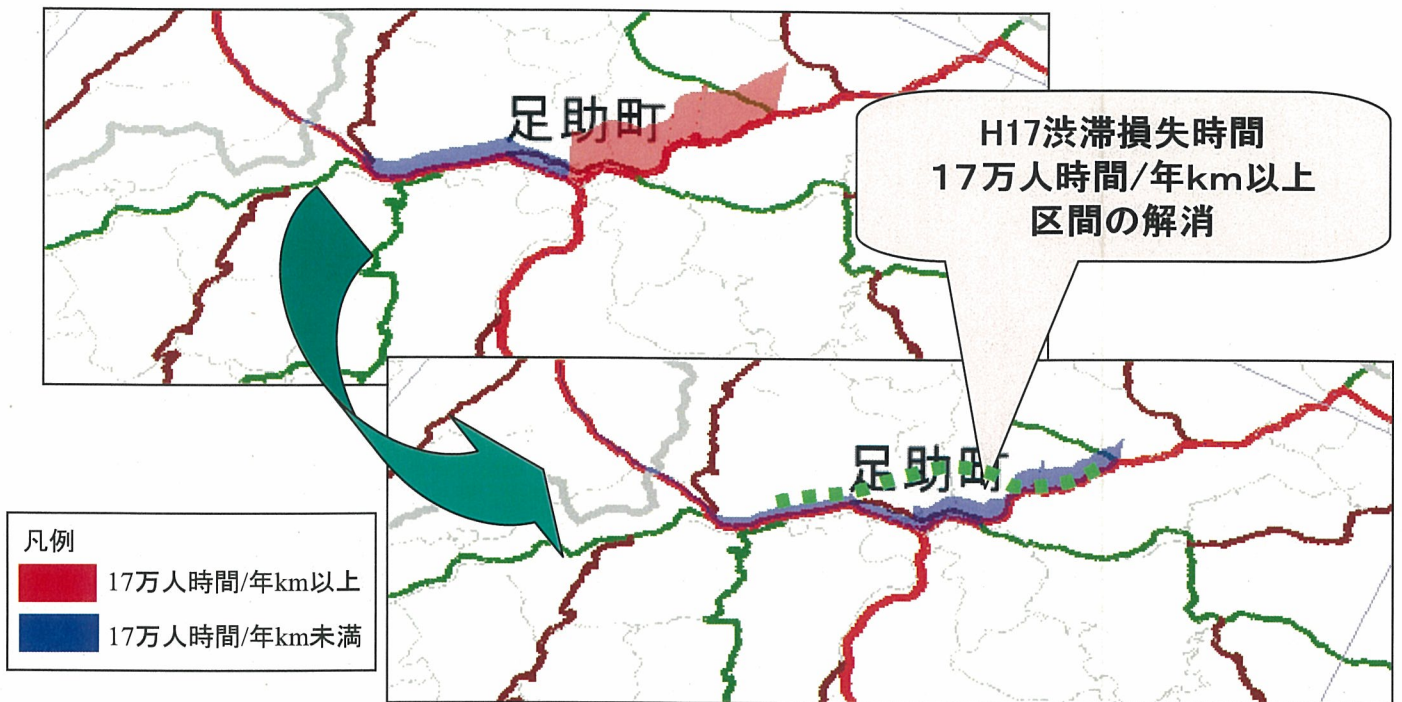 足助町
H17渋滞損失時間
17万人時間/年km以上
区間の解消
足助町
凡例
17万人時間/年km以上
17万人時間/年km未満